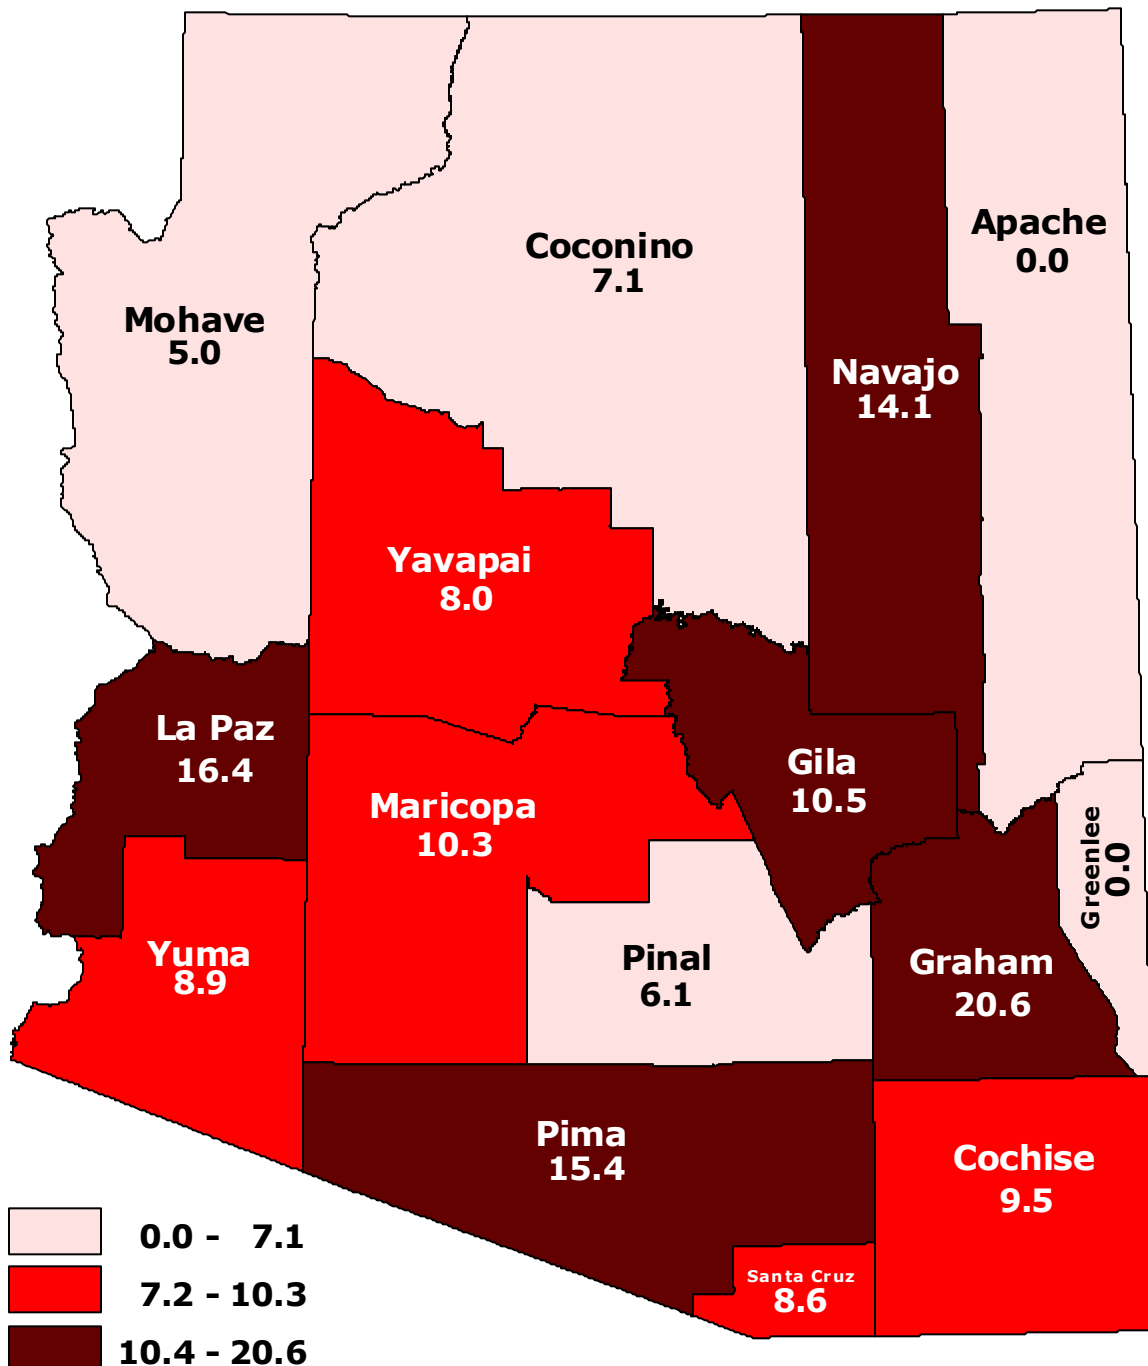 Apache
0.0
Coconino
7.1
Mohave
5.0
Navajo
14.1
Yavapai
8.0
La Paz
16.4
Gila
10.5
Maricopa
10.3
Greenlee
0.0
Yuma
8.9
Pinal
6.1
Graham
20.6
Pima
15.4
Cochise
9.5
Santa Cruz
8.6
0.0 - 7.1
7.2 - 10.3
10.4 - 20.6